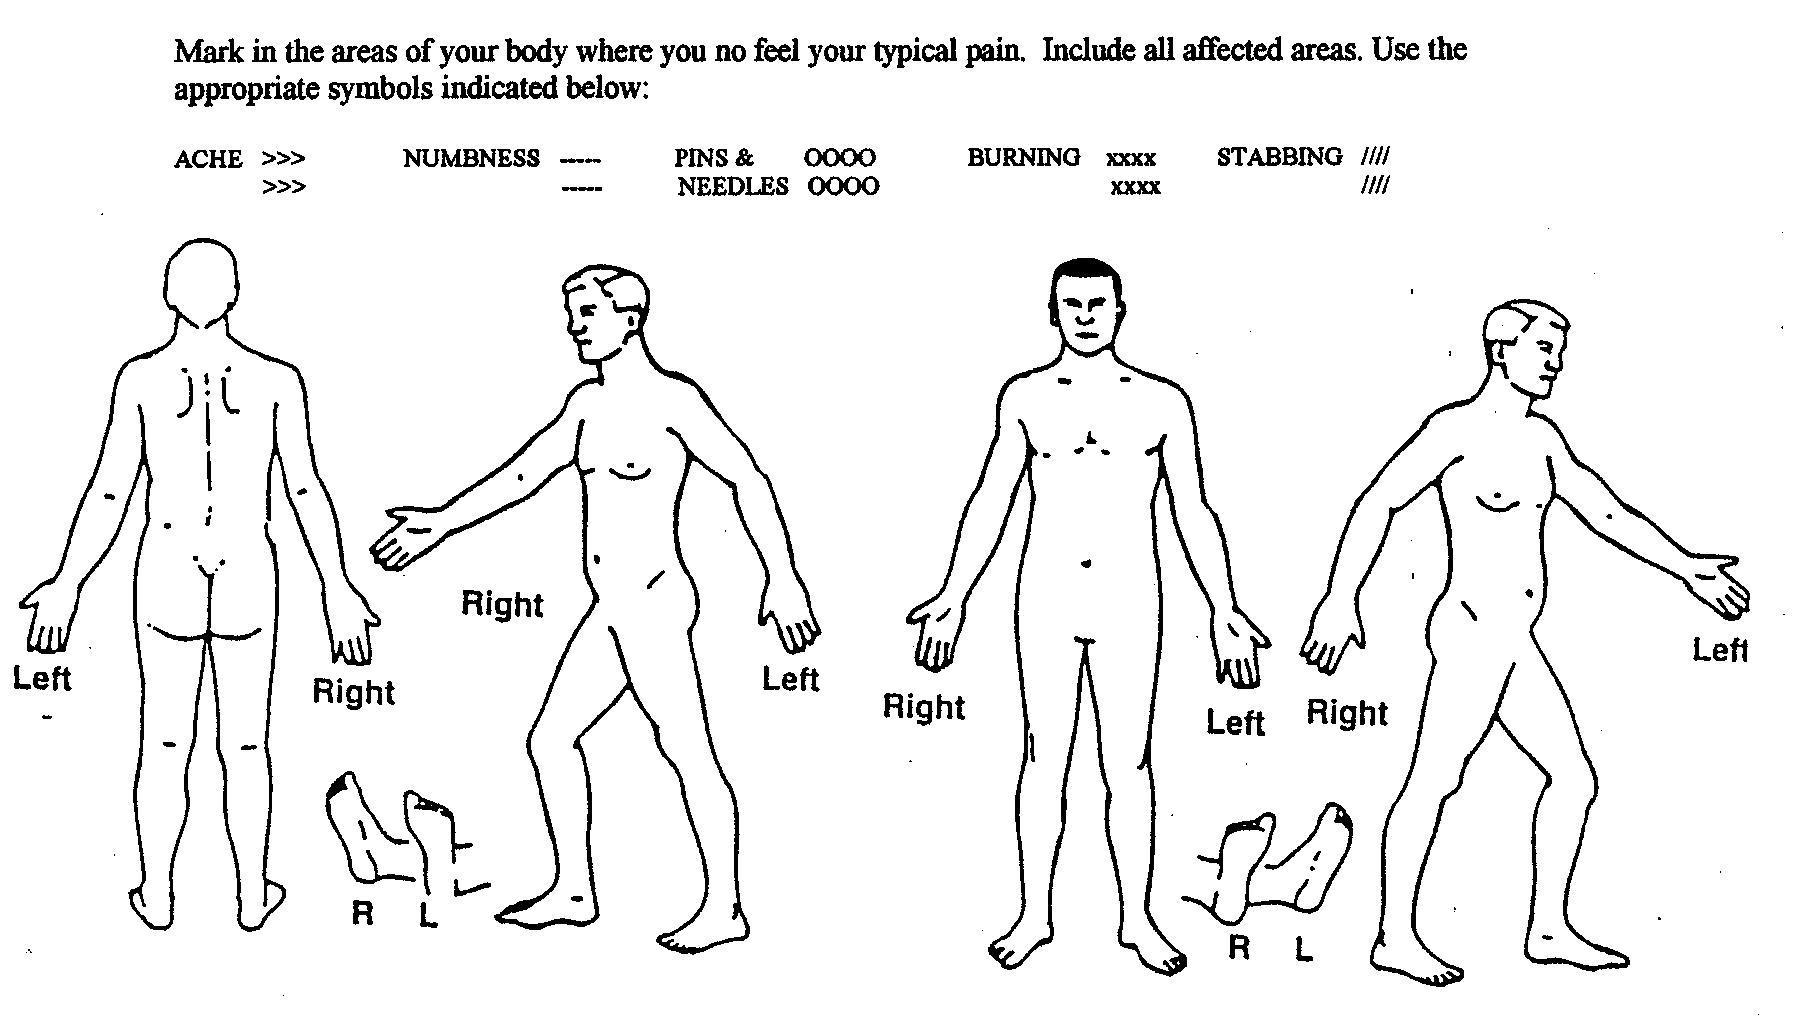 Mark in the areas of your body where you no feel your typical pain. Include all affected areas. Use the
appropriate symbols indicated below:
ACHE >>> NUMBNESS ----- PINS & OOOO BURNING xxxx STABBING ////
>>> ----- NEEDLES OOOO xxxx ////
Right
Left
Right
Left
Left
Right
Right
Left
R L
R L